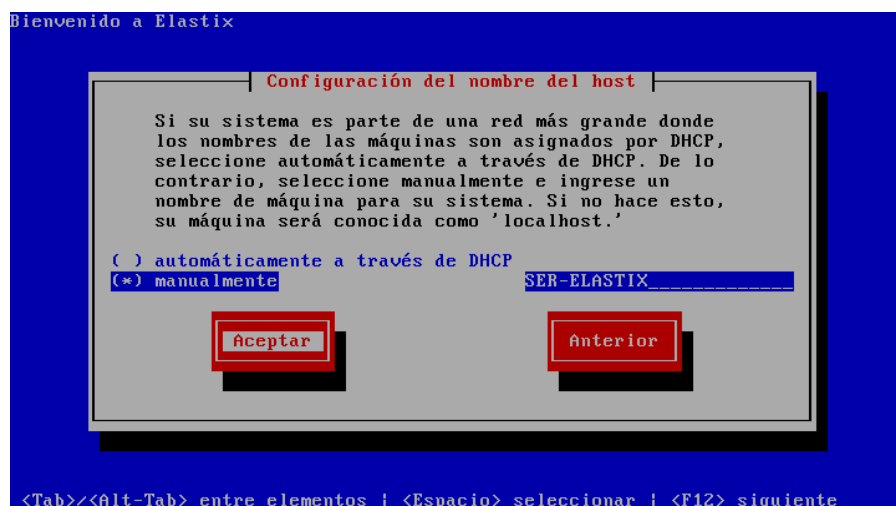 Bienvenido a Elastix
Configuración del nombre del host
Si su sistema es parte de una red más grande donde
los nombres de las máquinas son asignados por DHCP,
seleccione automáticamente a través de DHCP. De lo
contrario, seleccione manualmente e ingrese un
nombre de máquina para su sistema. Si no hace esto,
su máquina será conocida como 'localhost.'
( ) automáticamente a través de DHCP
(*) manualmente SER-ELASTIX_____________
Aceptar Anterior
<Tab>/<Alt-Tab> entre elementos | <Espacio> seleccionar | <F12> siguiente